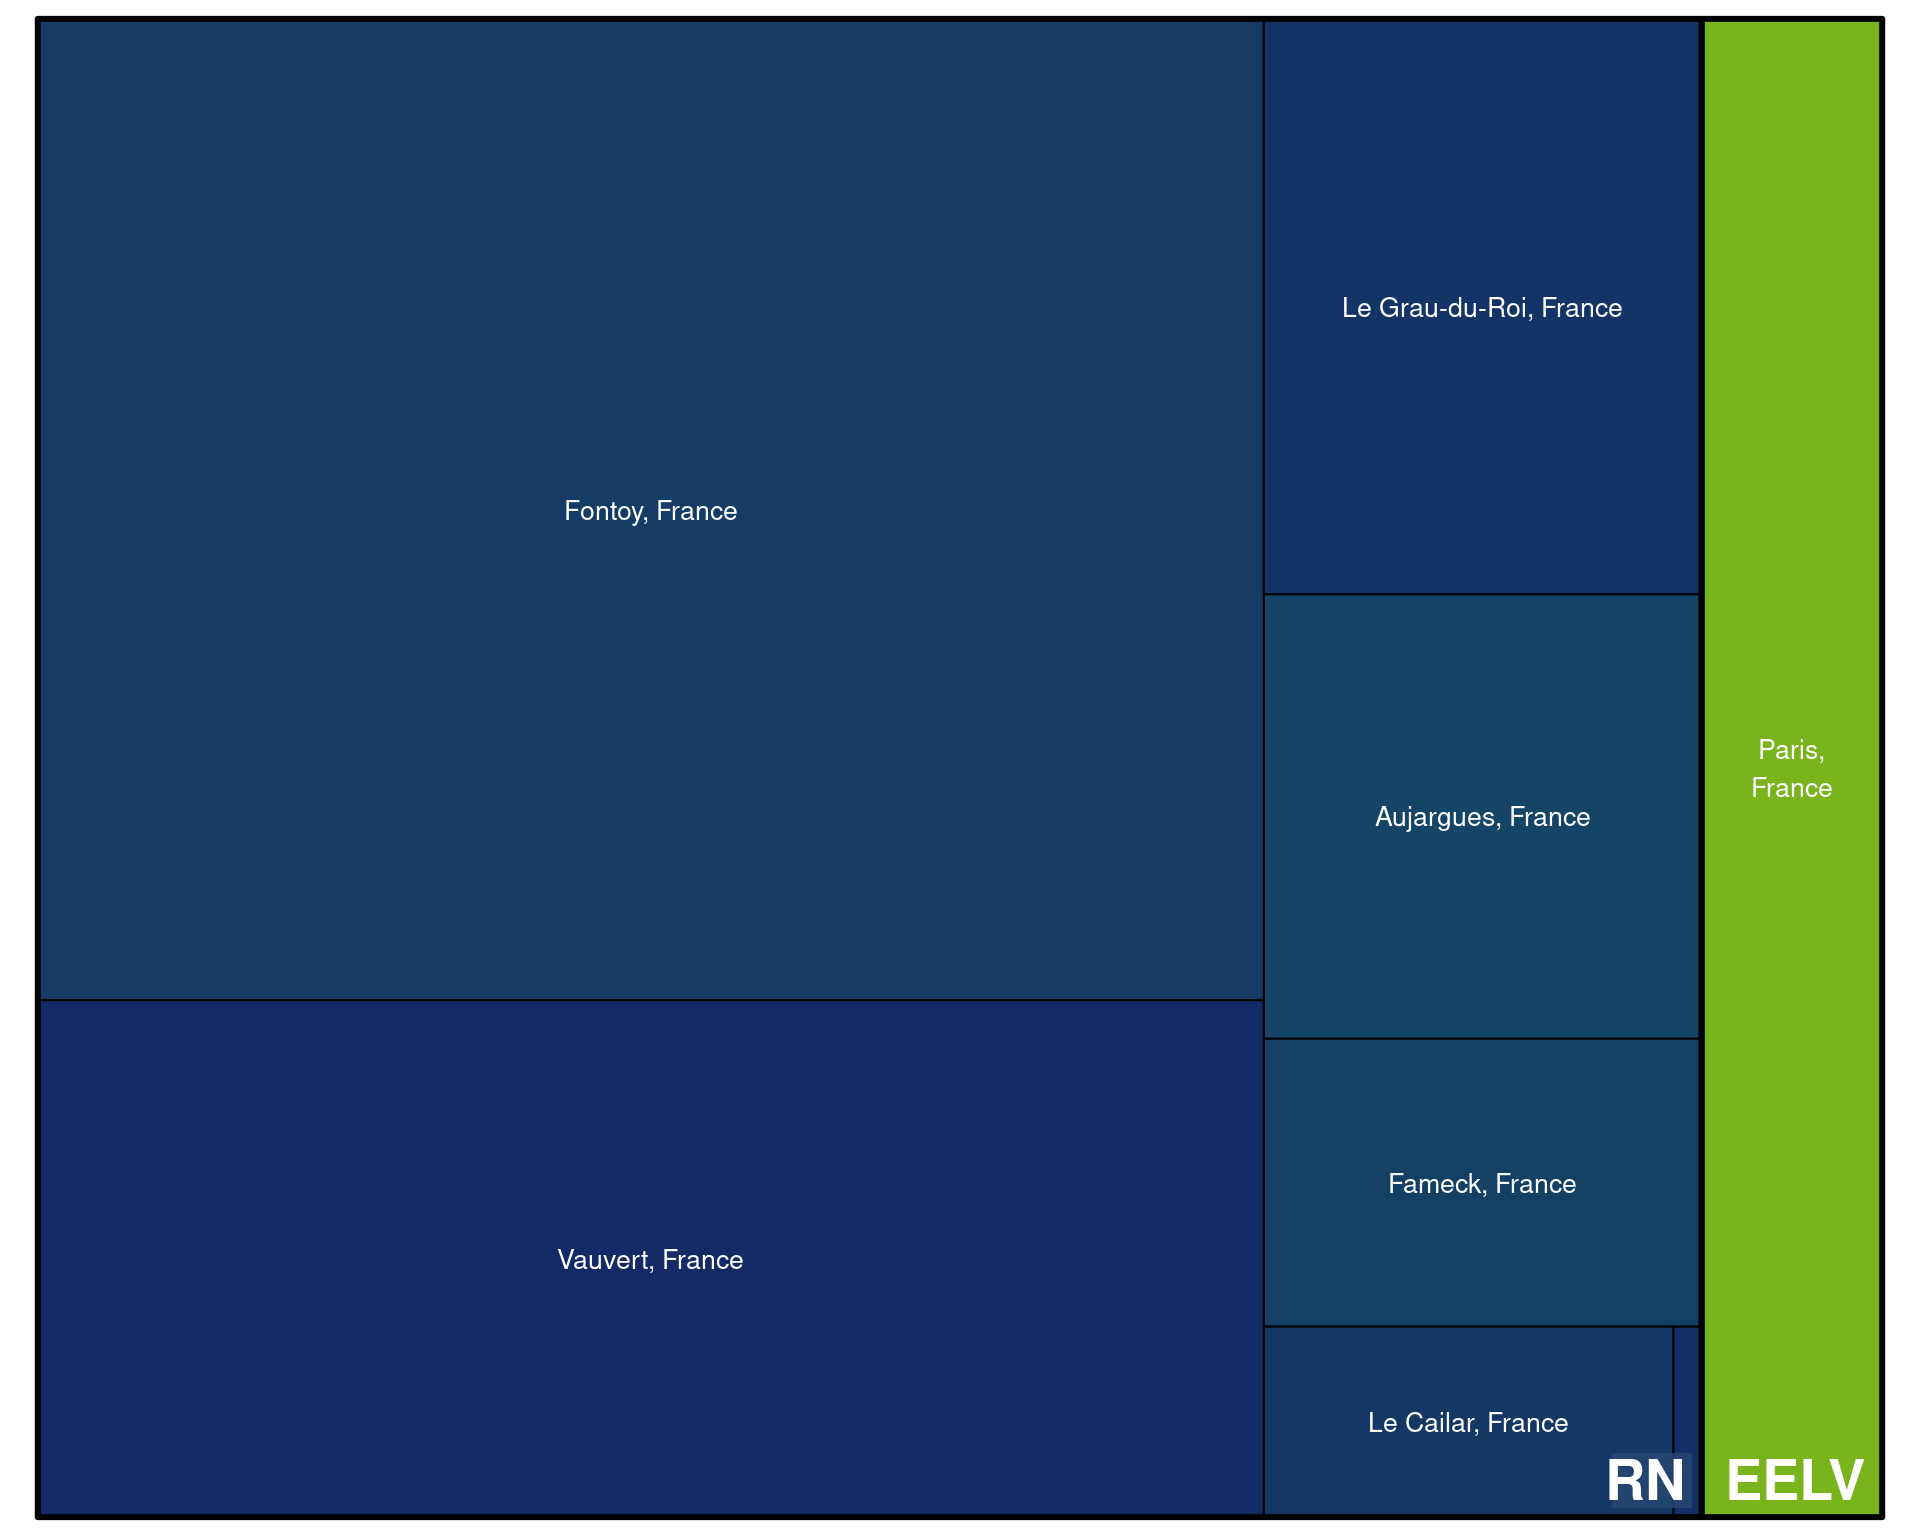 Fontoy, France
Vauvert, France
Le Grau-du-Roi, France
Aujargues, France
Fameck, France
Le Cailar, France
RN
Paris,
France
EELV